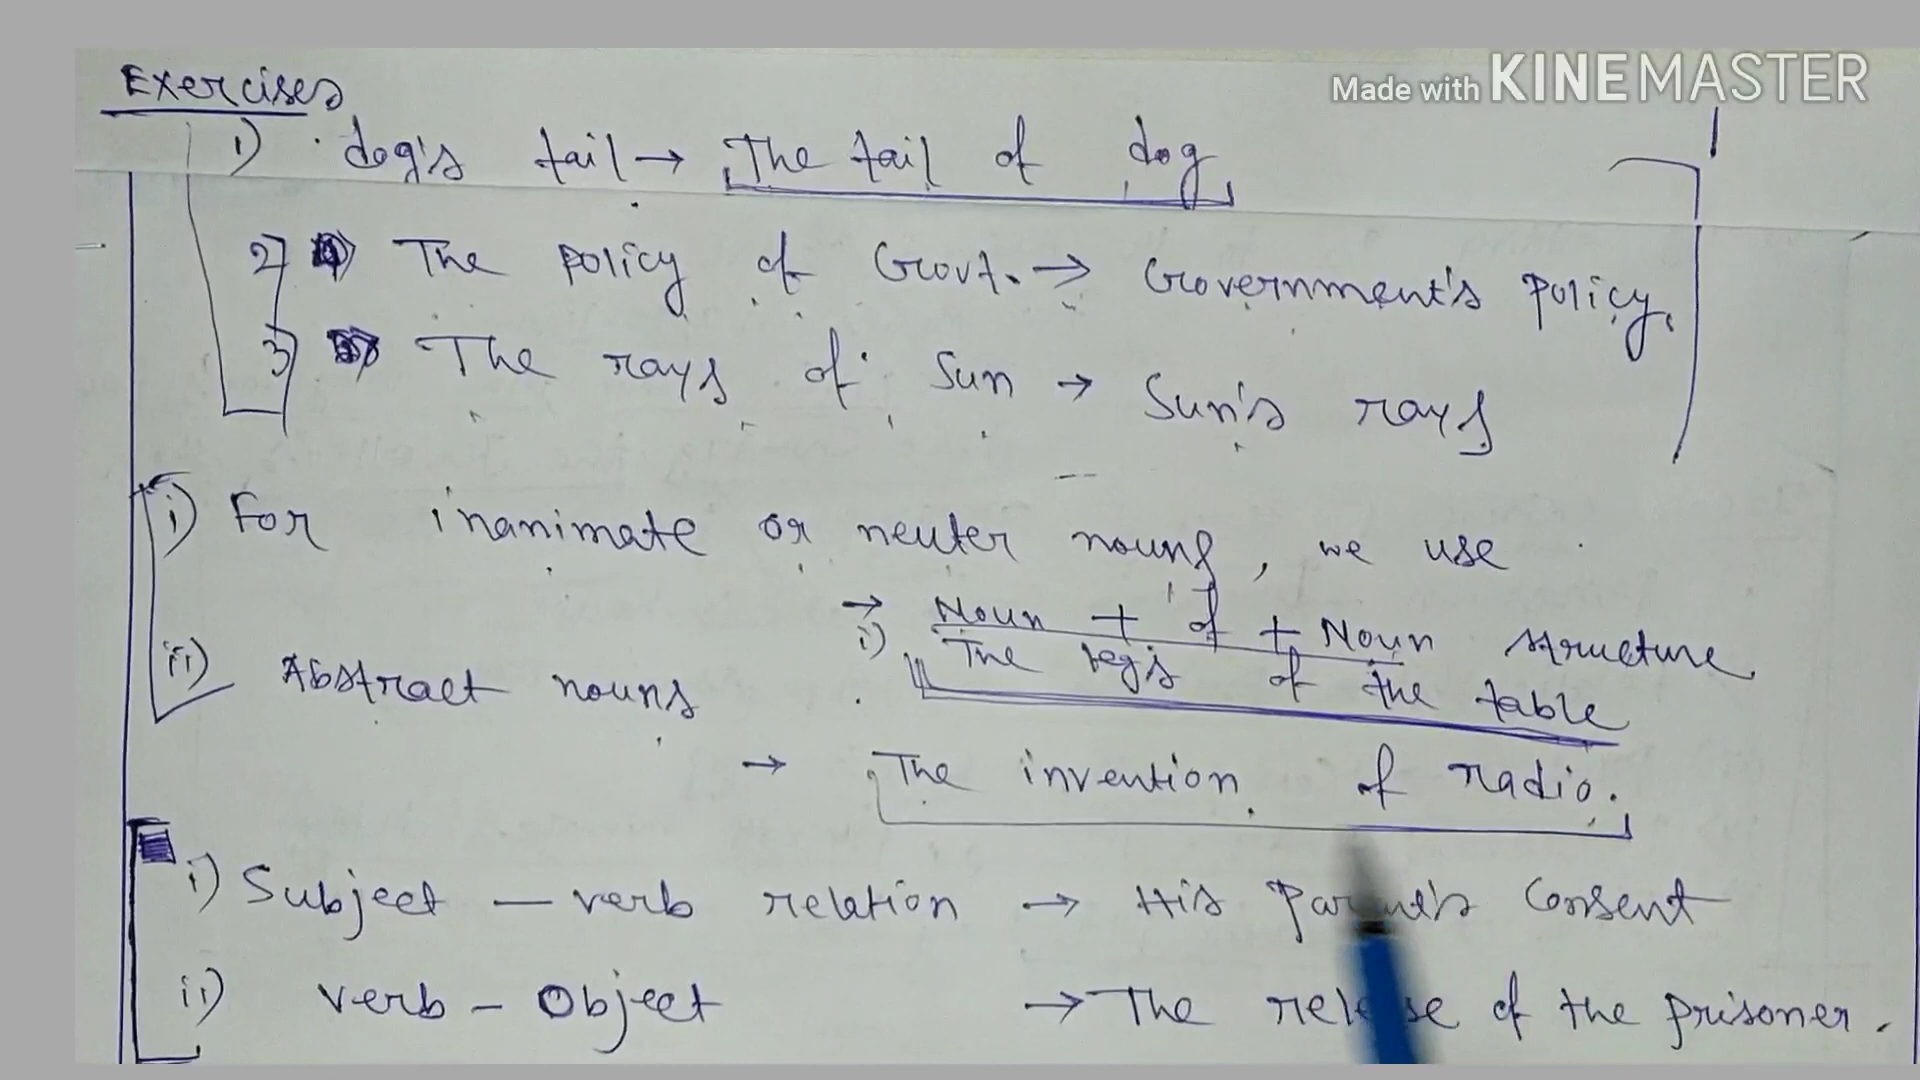 Made with KINEMASTER
Exercises
1) dog's tail → The tail of dog
2) The policy of Govt. → Government's policy.
3) The rays of Sun → Sun's rays
i) For inanimate or neuter nouns, we use
→ Noun + of + Noun structure.
i) The legs of the table
ii) Abstract nouns
→ The invention of radio.
i) Subject — verb relation → His consent
ii) Verb - Object → The release of the prisoner.